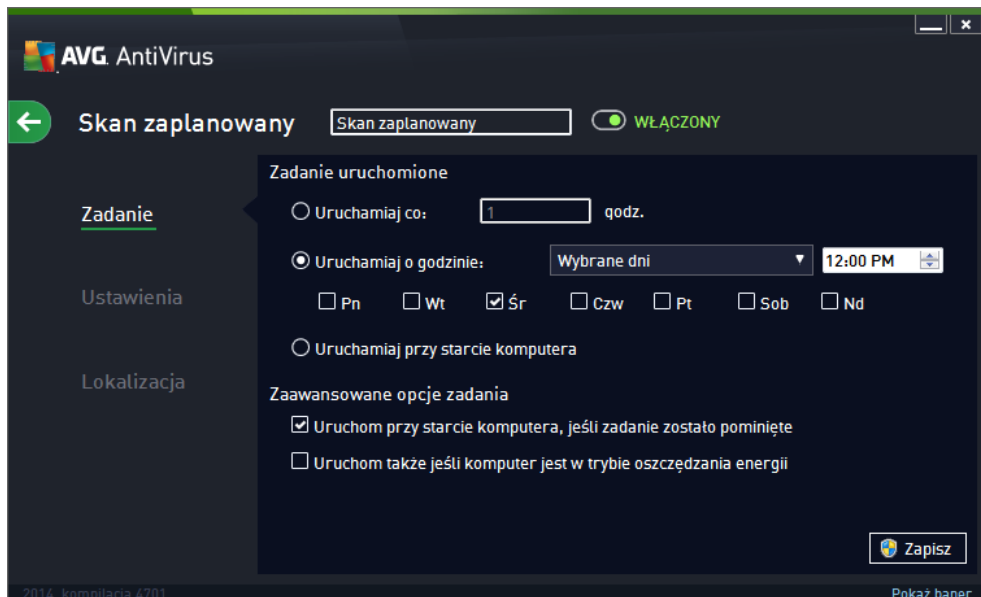 AVG. AntiVirus
Skan zaplanowany
Skan zaplanowany
WŁĄCZONY
Zadanie
Ustawienia
Lokalizacja
Zadanie uruchomione
Uruchamiaj co: 1 godz.
Uruchamiaj o godzinie: Wybrane dni 12:00 PM
Pn Wt Śr Czw Pt Sob Nd
Uruchamiaj przy starcie komputera
Zaawansowane opcje zadania
Uruchom przy starcie komputera, jeśli zadanie zostało pominięte
Uruchom także jeśli komputer jest w trybie oszczędzania energii
Zapisz
2014 kompilacja 4701
Pokaż baner